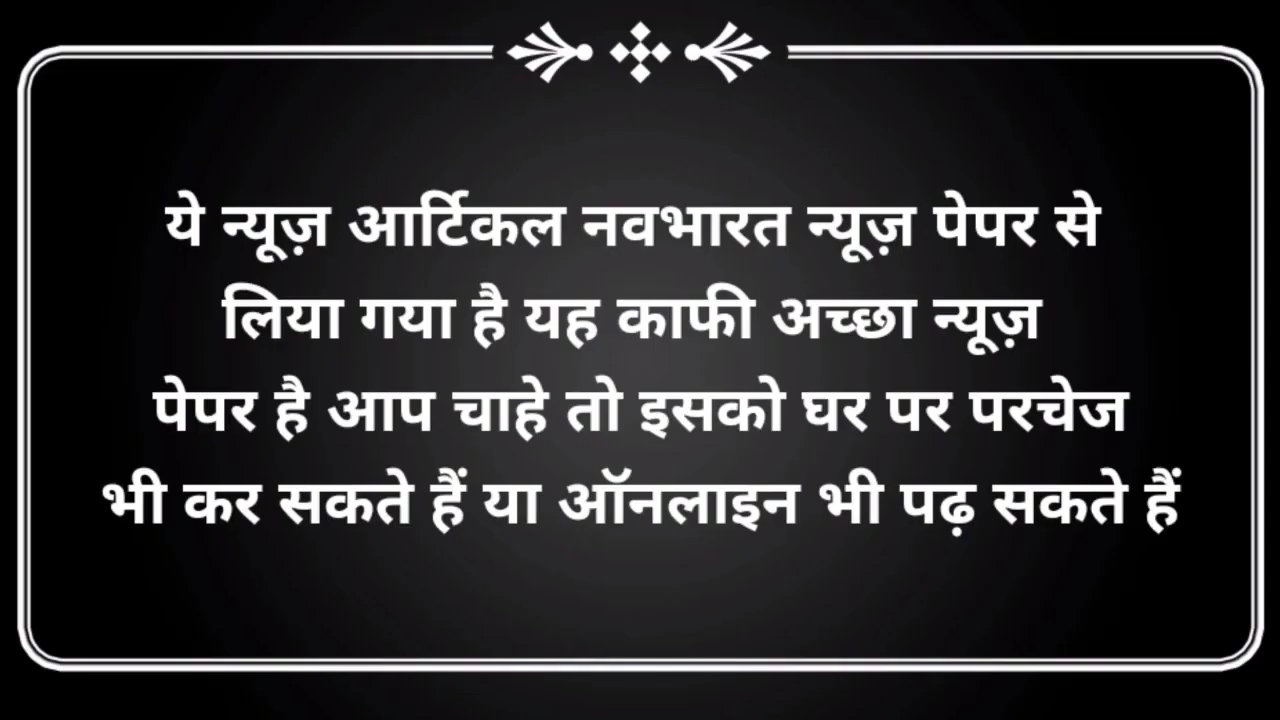 ये न्यूज़ आर्टिकल नवभारत न्यूज़ पेपर से
लिया गया है यह काफी अच्छा न्यूज़
पेपर है आप चाहे तो इसको घर पर परचेज
भी कर सकते हैं या ऑनलाइन भी पढ़ सकते हैं